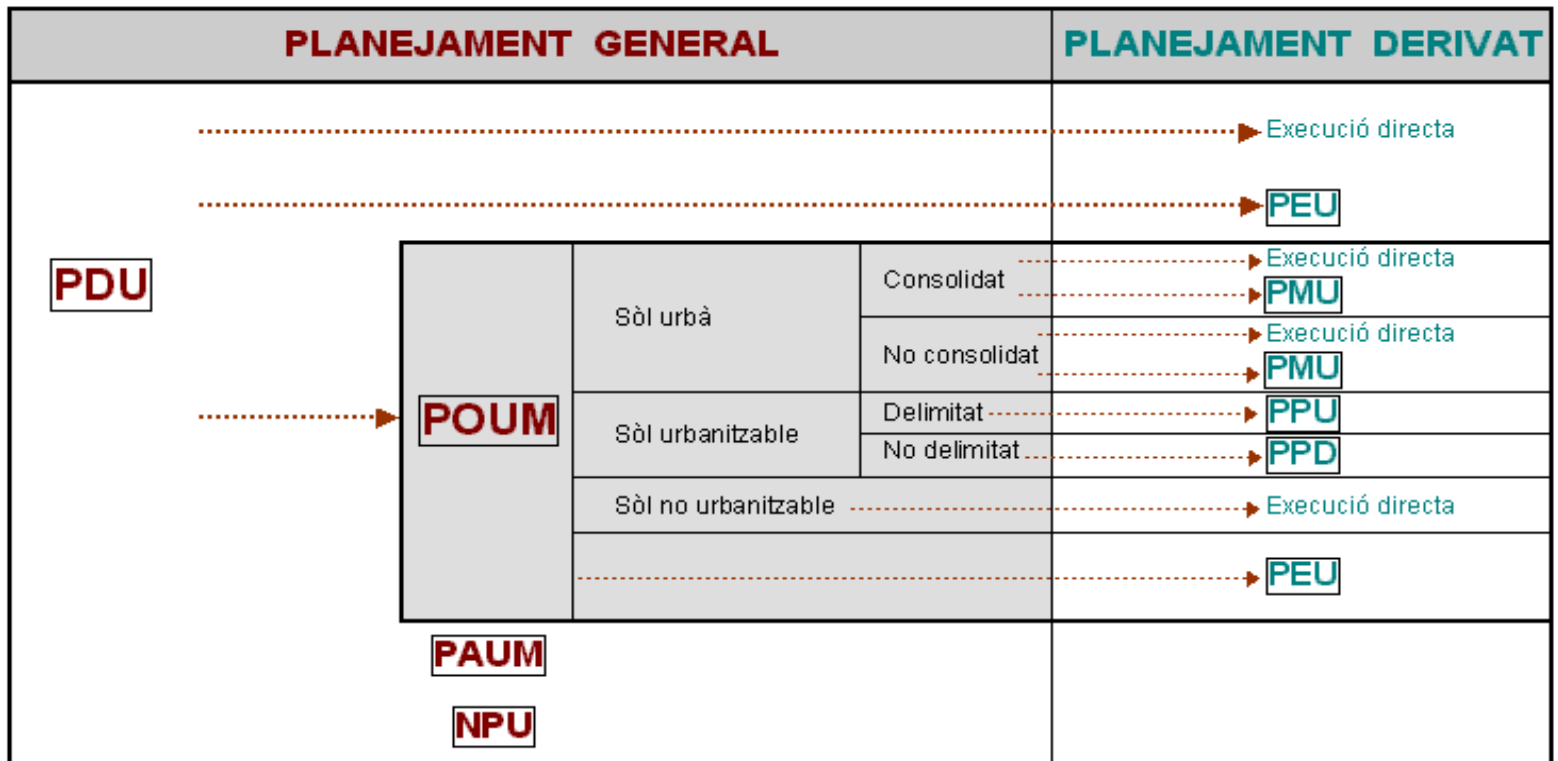 PLANEJAMENT GENERAL
PLANEJAMENT DERIVAT
Execució directa
PEU
PDU
POUM
Sòl urbà
Consolidat
Execució directa
PMU
No consolidat
Execució directa
PMU
Sòl urbanitzable
Delimitat
PPU
No delimitat
PPD
Sòl no urbanitzable
Execució directa
PEU
PAUM
NPU